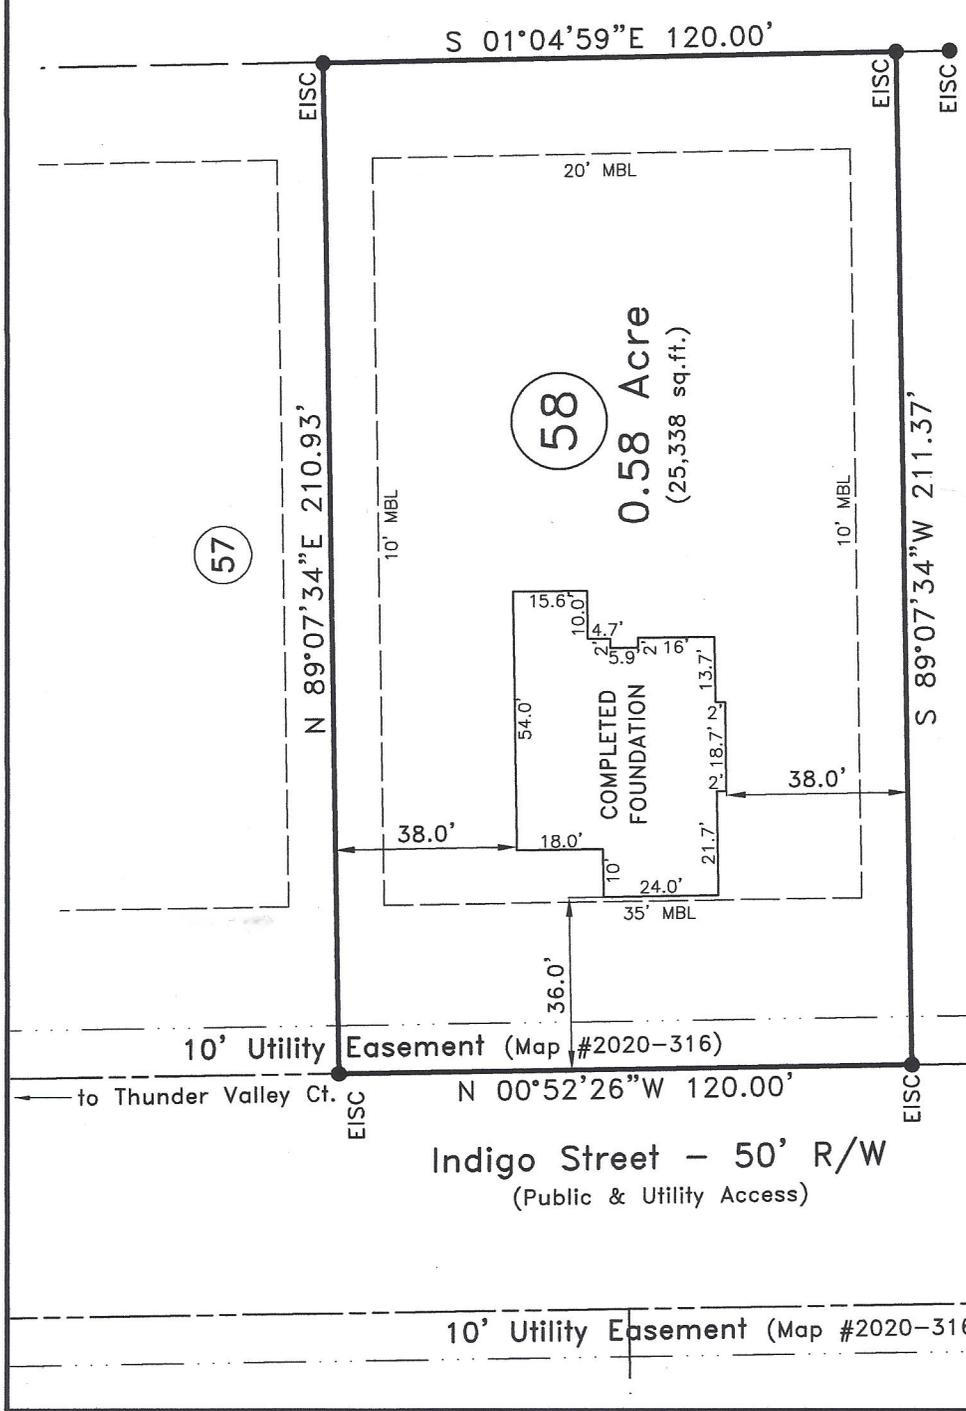 S 01°04'59"E 120.00'
EISC
EISC
EISC
20' MBL
58
0.58 Acre
(25,338 sq.ft.)
N 89°07'34"E 210.93'
57
10' MBL
10' MBL
S 89°07'34"W 211.37'
15.6'
10.0'
4.7'
2'
5.9'
2'
16'
13.7'
2'
18.7'
2'
54.0'
COMPLETED
FOUNDATION
38.0'
38.0'
18.0'
10'
21.7'
24.0'
35' MBL
36.0'
10' Utility Easement (Map #2020-316)
to Thunder Valley Ct.
N 00°52'26"W 120.00'
EISC
EISC
Indigo Street - 50' R/W
(Public & Utility Access)
10' Utility Easement (Map #2020-316